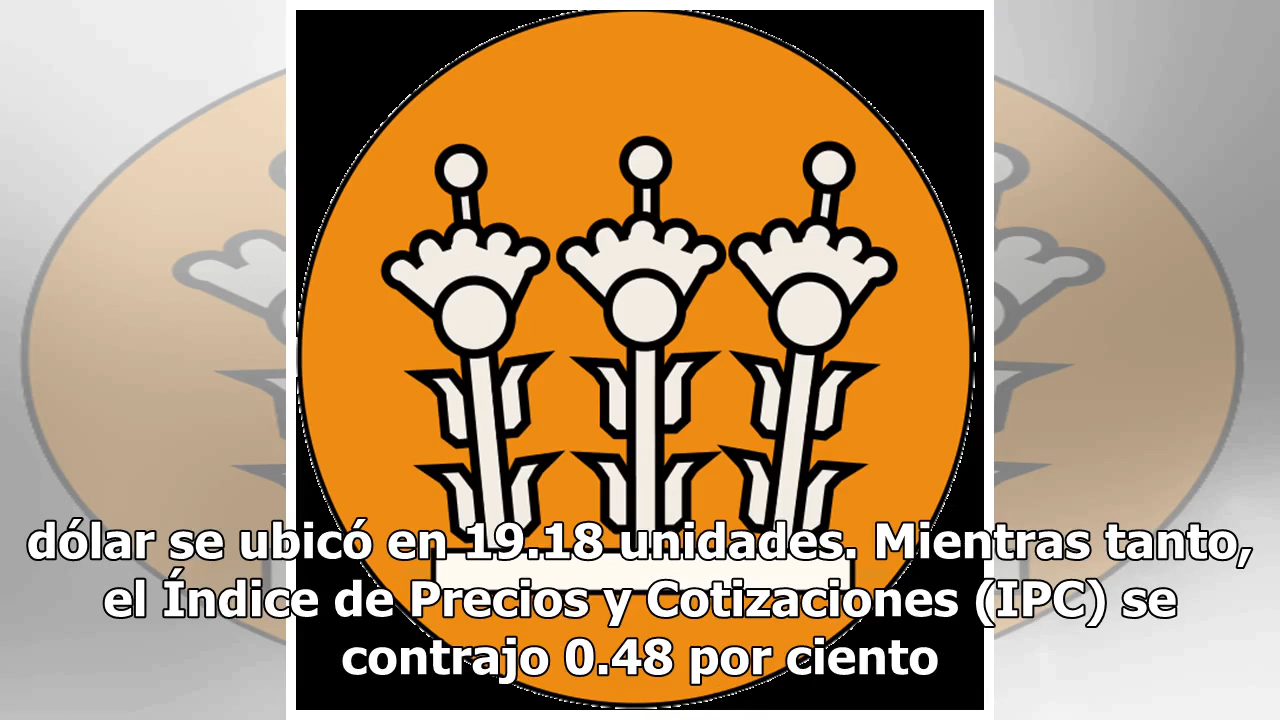 dólar se ubicó en 19.18 unidades. Mientras tanto,
el Índice de Precios y Cotizaciones (IPC) se
contrajo 0.48 por ciento